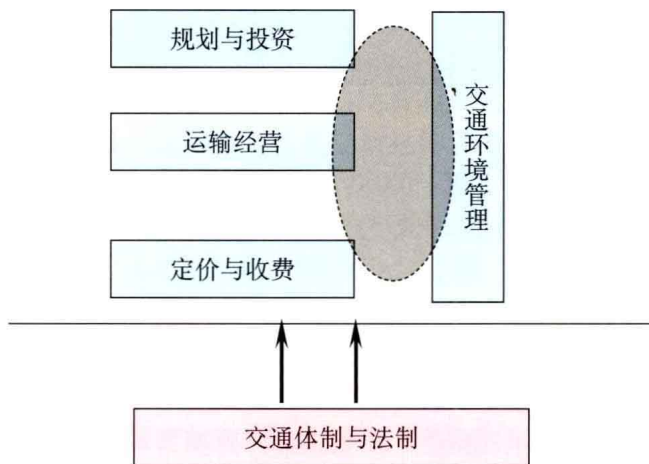 规划与投资
运输经营
定价与收费
交通环境管理
交通体制与法制